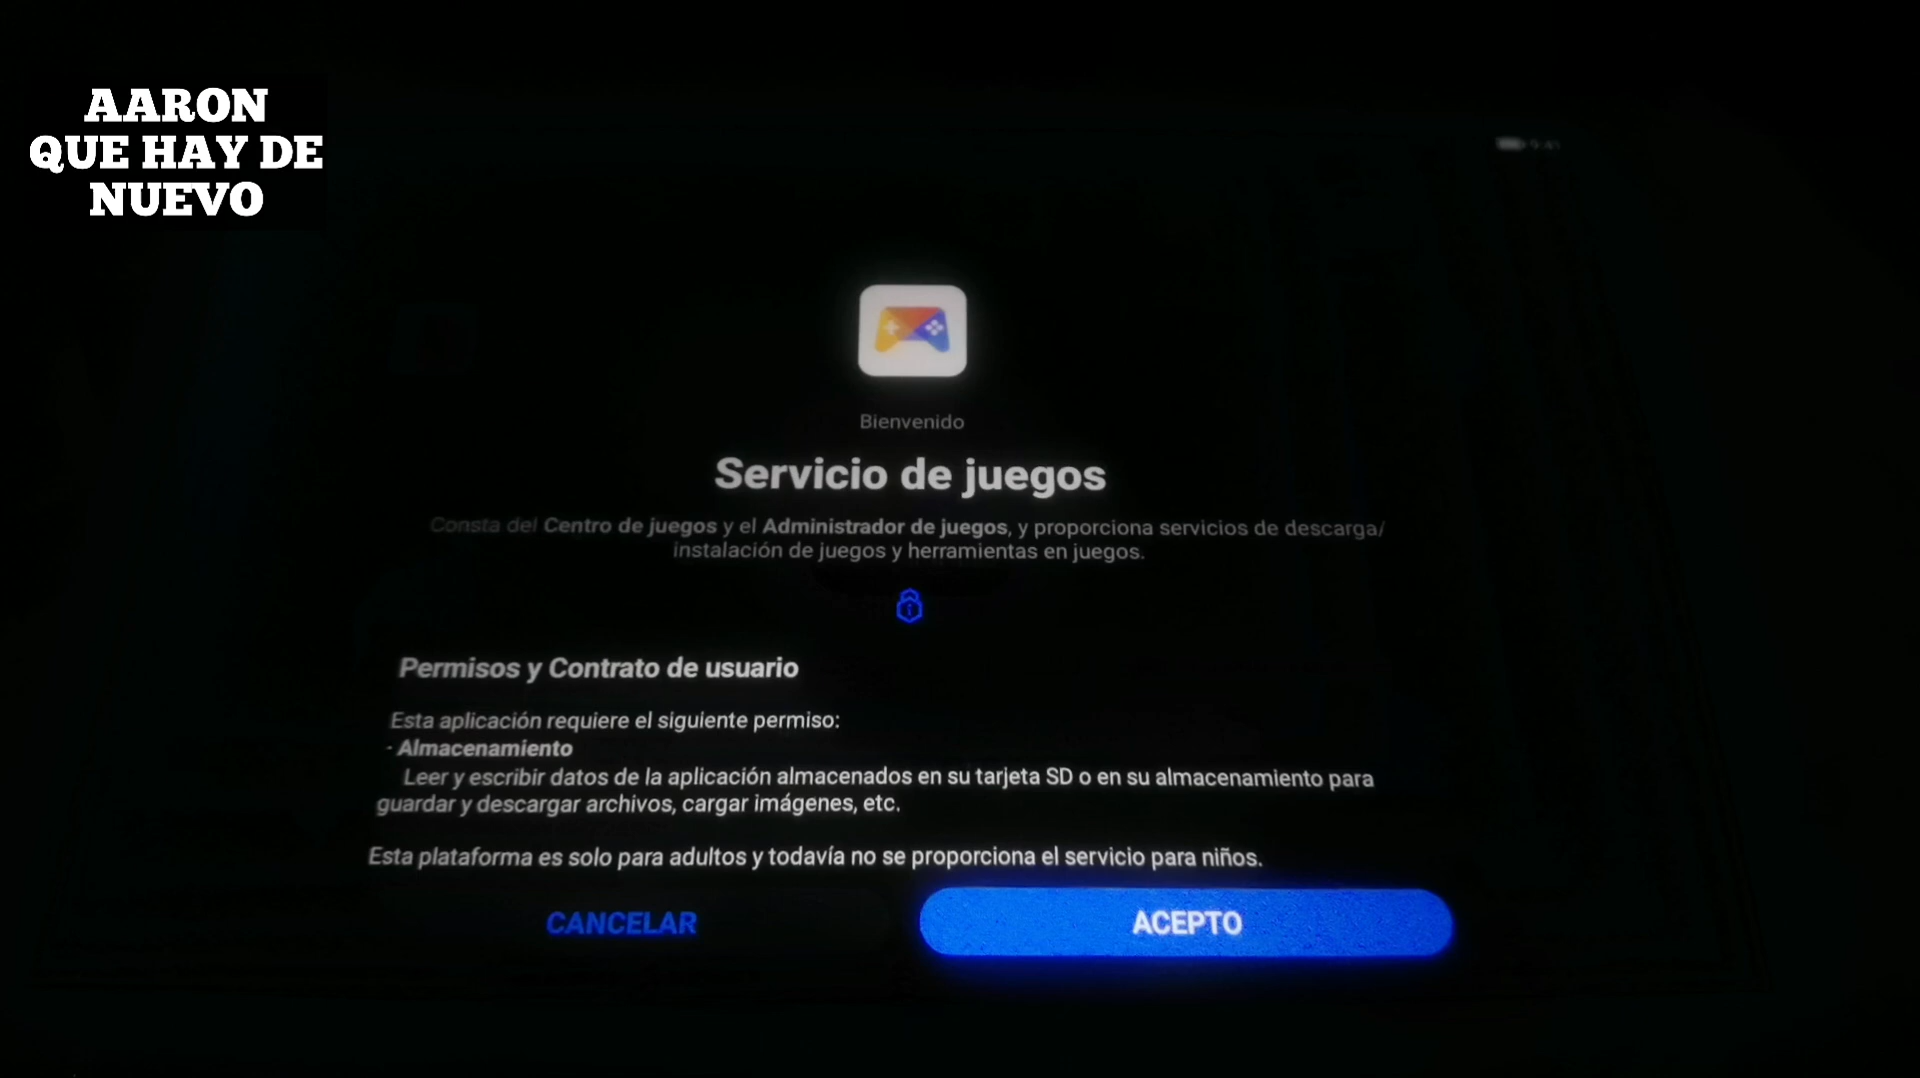 AARON
QUE HAY DE
NUEVO
Bienvenido
Servicio de juegos
Consta del Centro de juegos y el Administrador de juegos, y proporciona servicios de descarga/
instalación de juegos y herramientas en juegos.
Permisos y Contrato de usuario
Esta aplicación requiere el siguiente permiso:
- Almacenamiento
Leer y escribir datos de la aplicación almacenados en su tarjeta SD o en su almacenamiento para
guardar y descargar archivos, cargar imágenes, etc.
Esta plataforma es solo para adultos y todavía no se proporciona el servicio para niños.
CANCELAR
ACEPTO